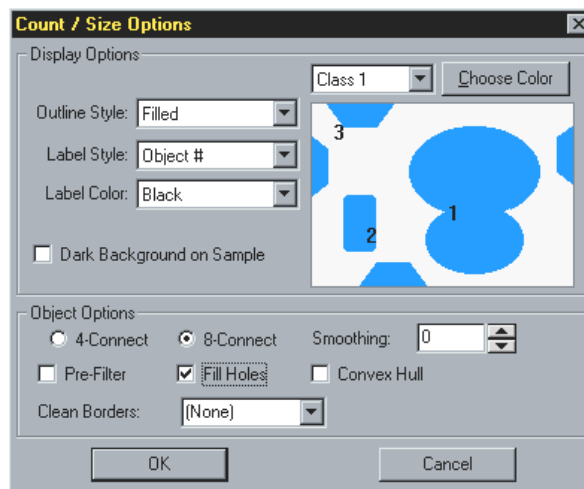 Count / Size Options
Display Options
Class 1 Choose Color
Outline Style: Filled
Label Style: Object #
Label Color: Black
3
1
2
Dark Background on Sample
Object Options
4-Connect 8-Connect Smoothing: 0
Pre-Filter Fill Holes Convex Hull
Clean Borders: (None)
OK Cancel